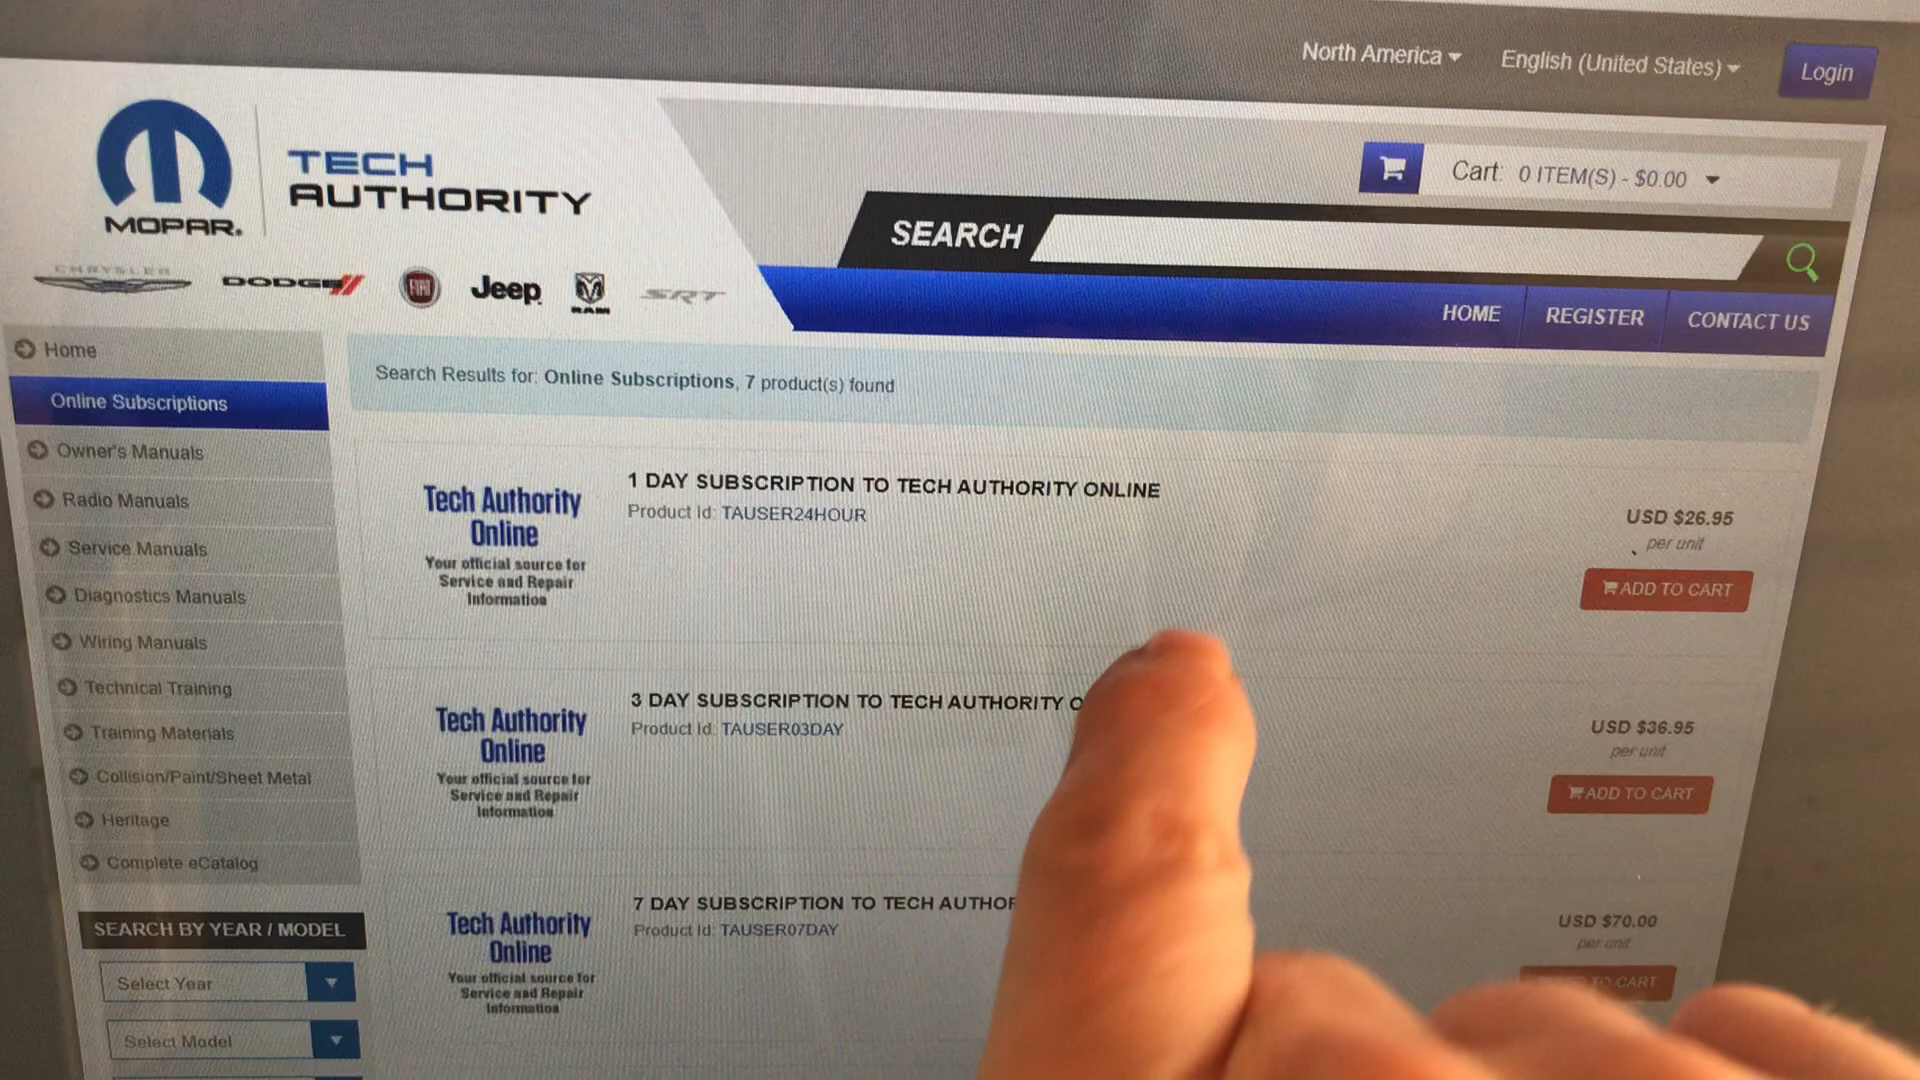 North America
English (United States)
Login
MOPAR.
TECH
AUTHORITY
Cart: 0 ITEM(S) - $0.00
SEARCH
CHRYSLER
DODGE
FIAT
Jeep
RAM
SRT
HOME
REGISTER
CONTACT US
Home
Online Subscriptions
Owner's Manuals
Radio Manuals
Service Manuals
Diagnostics Manuals
Wiring Manuals
Technical Training
Training Materials
Collision/Paint/Sheet Metal
Heritage
Complete eCatalog
SEARCH BY YEAR / MODEL
Select Year
Select Model
Search Results for: Online Subscriptions, 7 product(s) found
Tech Authority
Online
Your official source for
Service and Repair
Information
1 DAY SUBSCRIPTION TO TECH AUTHORITY ONLINE
Product Id: TAUSER24HOUR
USD $26.95
per unit
ADD TO CART
Tech Authority
Online
Your official source for
Service and Repair
Information
3 DAY SUBSCRIPTION TO TECH AUTHORITY O
Product Id: TAUSER03DAY
USD $36.95
per unit
ADD TO CART
Tech Authority
Online
Your official source for
Service and Repair
Information
7 DAY SUBSCRIPTION TO TECH AUTHOR
Product Id: TAUSER07DAY
USD $70.00
per unit
TO CART